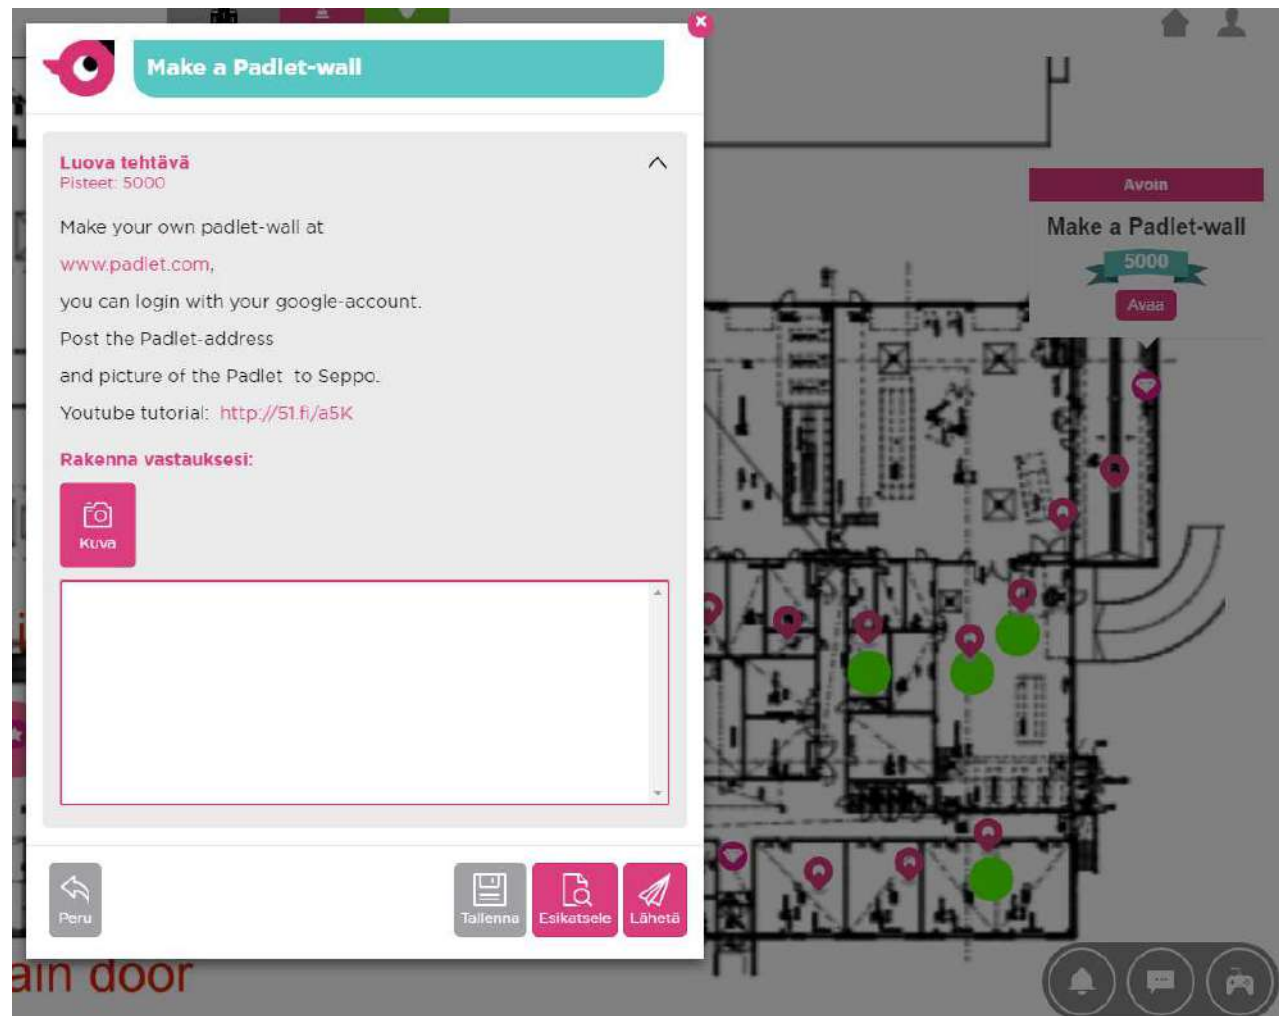 Make a Padlet-wall
Luova tehtävä
Pisteet: 5000
Make your own padlet-wall at
www.padlet.com,
you can login with your google-account.
Post the Padlet-address
and picture of the Padlet to Seppo.
Youtube tutorial: http://51.fi/a5K
Rakenna vastauksesi:
Kuva
Peru
Tallenna
Esikatsele
Lähetä
Avoin
Make a Padlet-wall
5000
Avaa
ain door